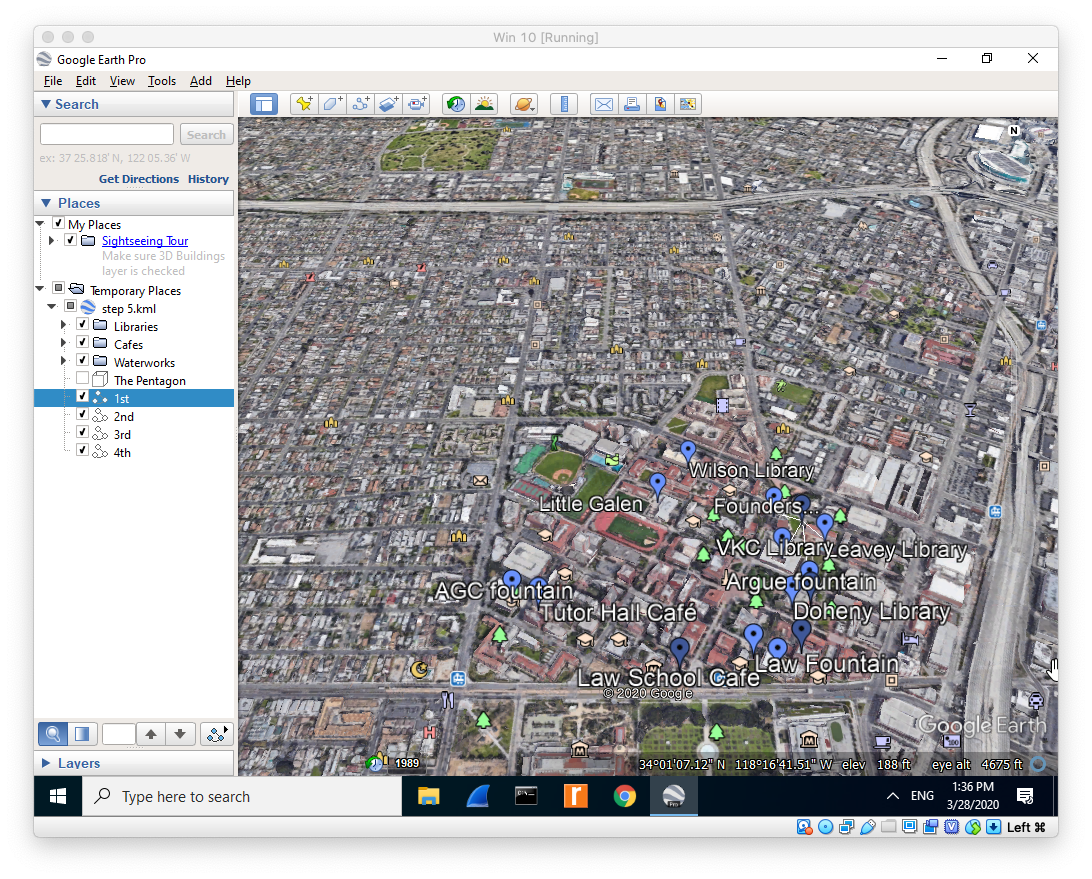 Win 10 [Running]
Google Earth Pro
File Edit View Tools Add Help
Search
Search
ex: 37 25.818' N, 122 05.36' W
Get Directions History
Places
My Places
Sightseeing Tour
Make sure 3D Buildings
layer is checked
Temporary Places
step 5.kml
Libraries
Cafes
Waterworks
The Pentagon
1st
2nd
3rd
4th
Layers
N
Wilson Library
Little Galen
Founders...
VKC Library
Leavey Library
Argue fountain
AGC fountain
Tutor Hall Café
Doheny Library
Law Fountain
Law School Cafe
© 2020 Google
Google Earth
1989
34°01'07.12" N 118°16'41.51" W elev 188 ft eye alt 4675 ft
Type here to search
ENG
1:36 PM
3/28/2020
Left ⌘